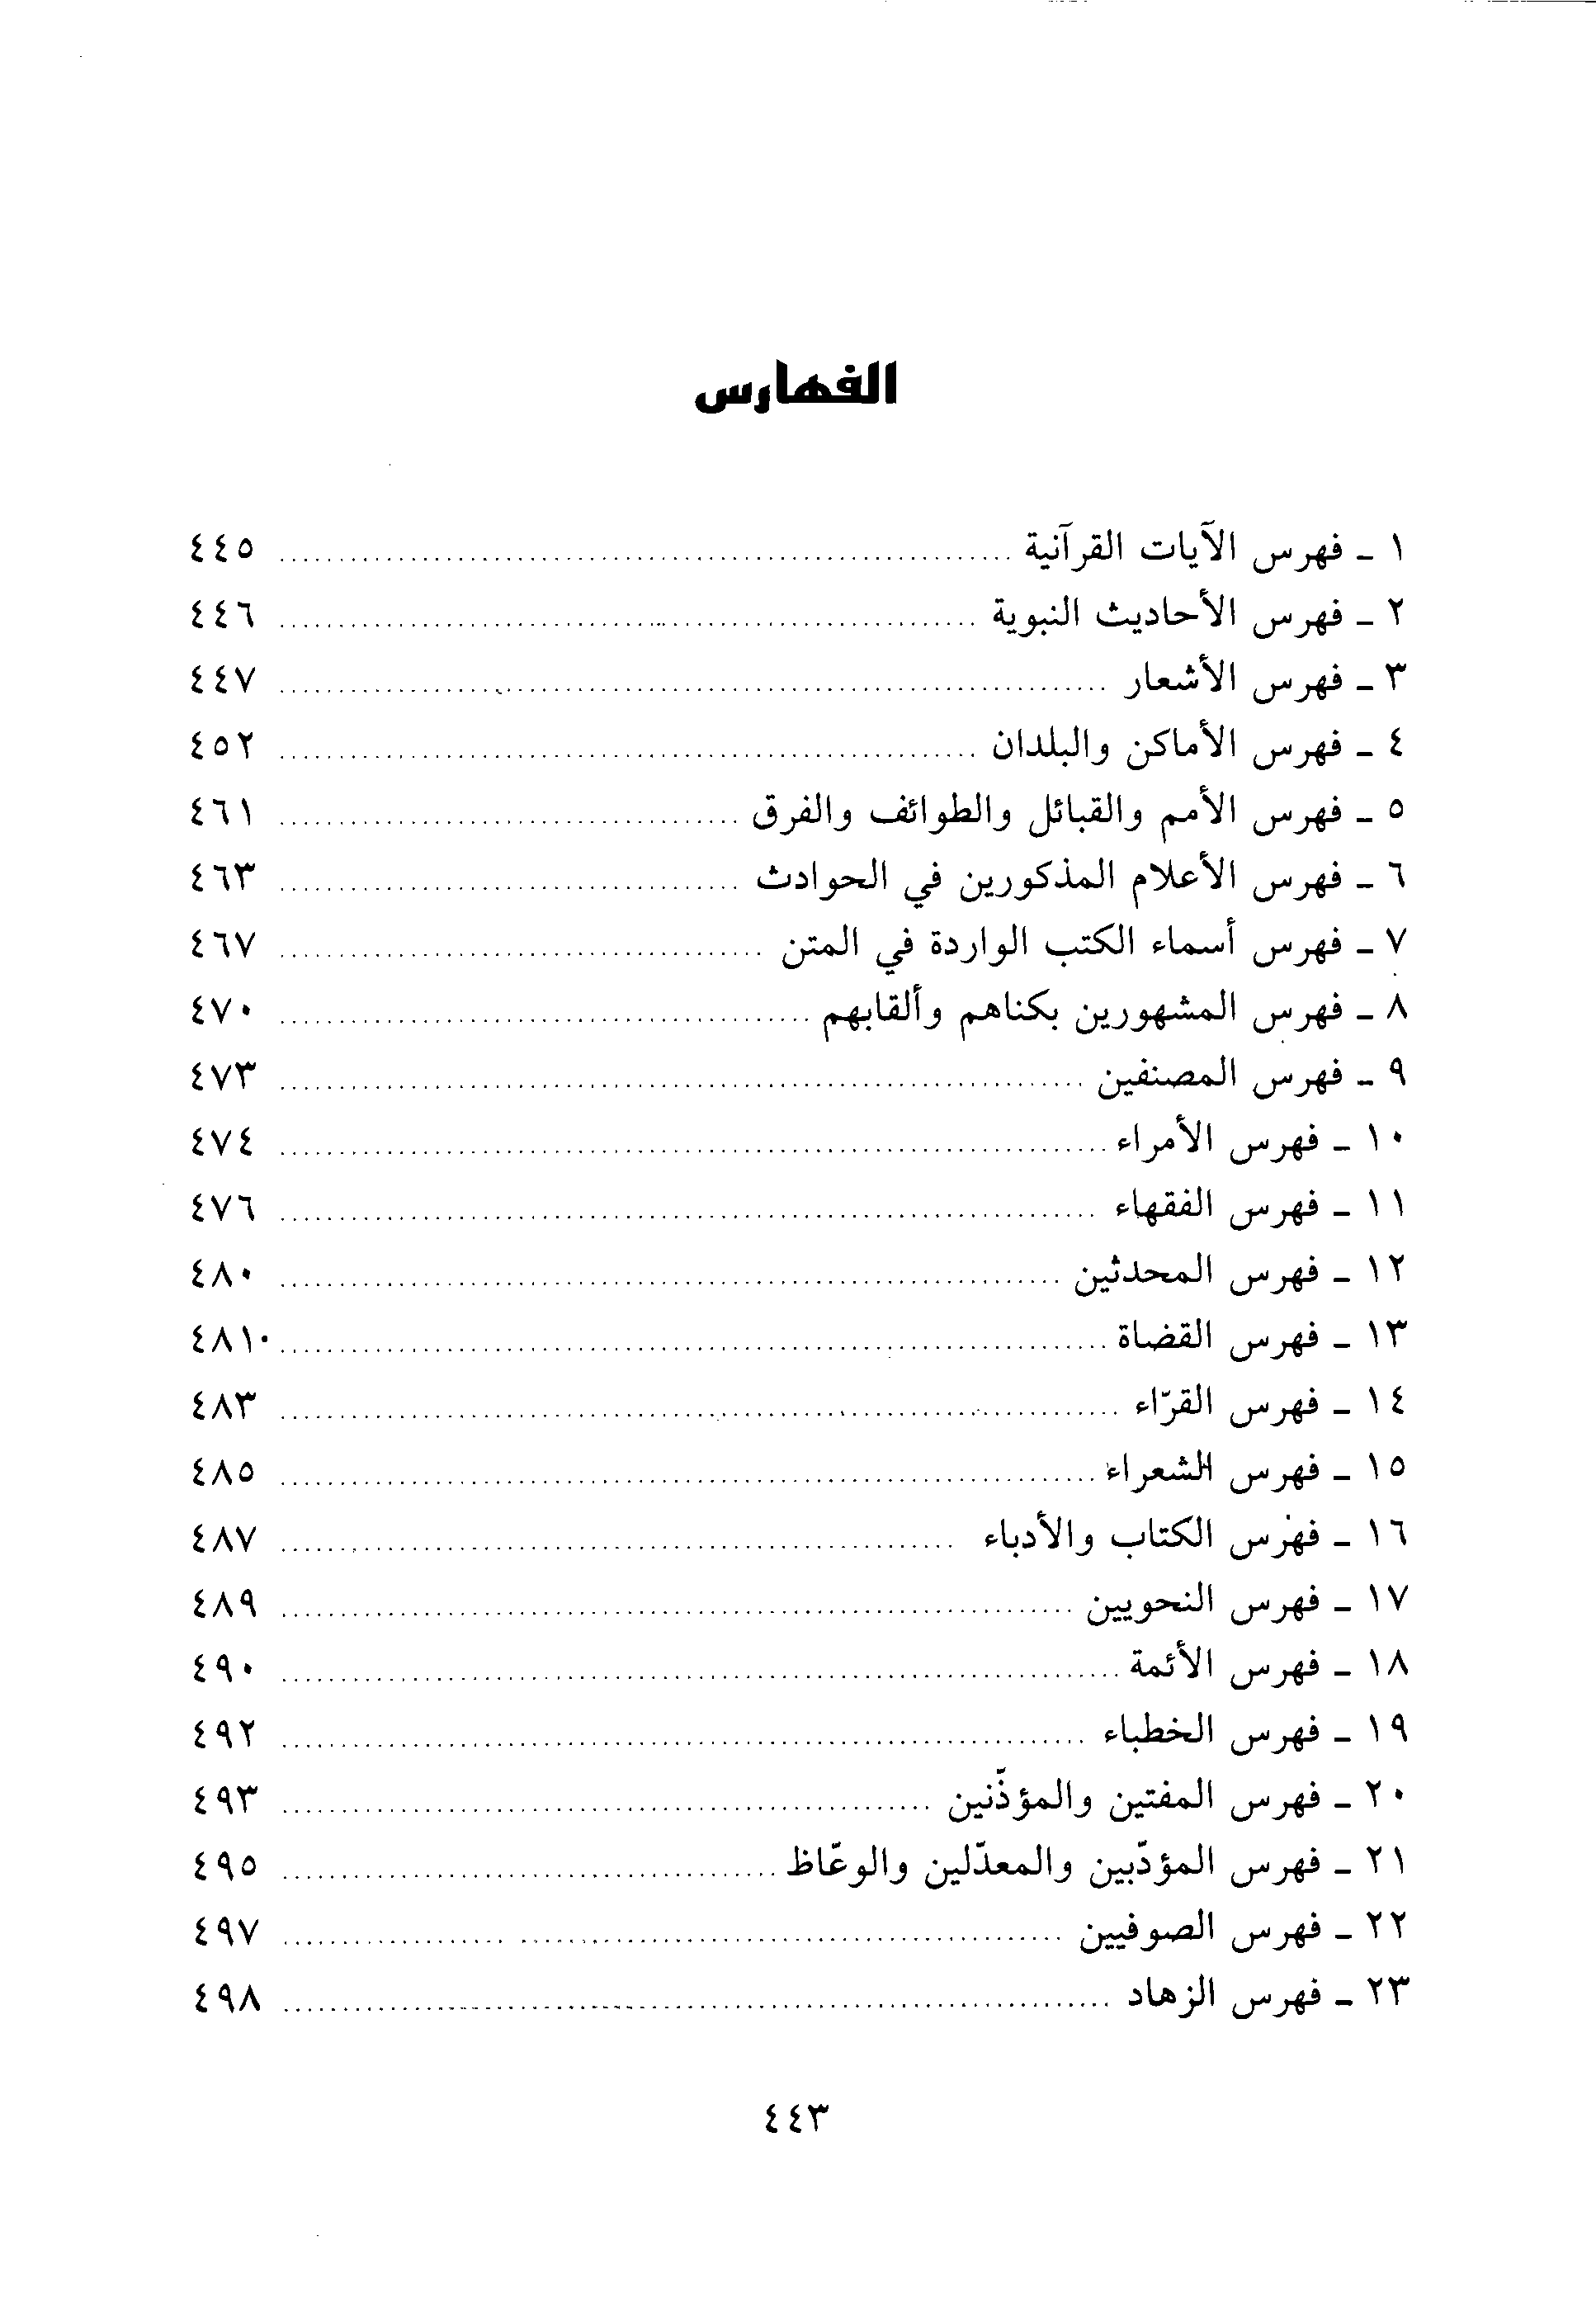 الفهارس
١ - فهرس الآيات القرآنية ........ ٤٤٥
٢ - فهرس الأحاديث النبوية ........ ٤٤٦
٣ - فهرس الأشعار ........ ٤٤٧
٤ - فهرس الأماكن والبلدان ........ ٤٥٢
٥ - فهرس الأمم والقبائل والطوائف والفرق ........ ٤٦١
٦ - فهرس الأعلام المذكورين في الحوادث ........ ٤٦٣
٧ - فهرس أسماء الكتب الواردة في المتن ........ ٤٦٧
٨ - فهرس المشهورين بكناهم وألقابهم ........ ٤٧٠
٩ - فهرس المصنفين ........ ٤٧٣
١٠ - فهرس الأمراء ........ ٤٧٤
١١ - فهرس الفقهاء ........ ٤٧٦
١٢ - فهرس المحدثين ........ ٤٨٠
١٣ - فهرس القضاة ........ ٤٨١٠
١٤ - فهرس القرّاء ........ ٤٨٣
١٥ - فهرس الشعراء ........ ٤٨٥
١٦ - فهرس الكتاب والأدباء ........ ٤٨٧
١٧ - فهرس النحويين ........ ٤٨٩
١٨ - فهرس الأئمة ........ ٤٩٠
١٩ - فهرس الخطباء ........ ٤٩٢
٢٠ - فهرس المفتين والمؤذّنين ........ ٤٩٣
٢١ - فهرس المؤدّبين والمعدّلين والوعّاظ ........ ٤٩٥
٢٢ - فهرس الصوفيين ........ ٤٩٧
٢٣ - فهرس الزهاد ........ ٤٩٨
٤٤٣